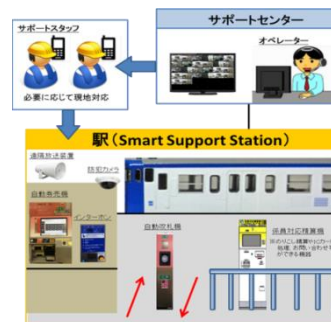 サポートセンター
サポートスタッフ
オペレーター
必要に応じて現地対応
駅（Smart Support Station）
遠隔放送装置
防犯カメラ
自動券売機
インターホン
自動改札機
係員対応精算機